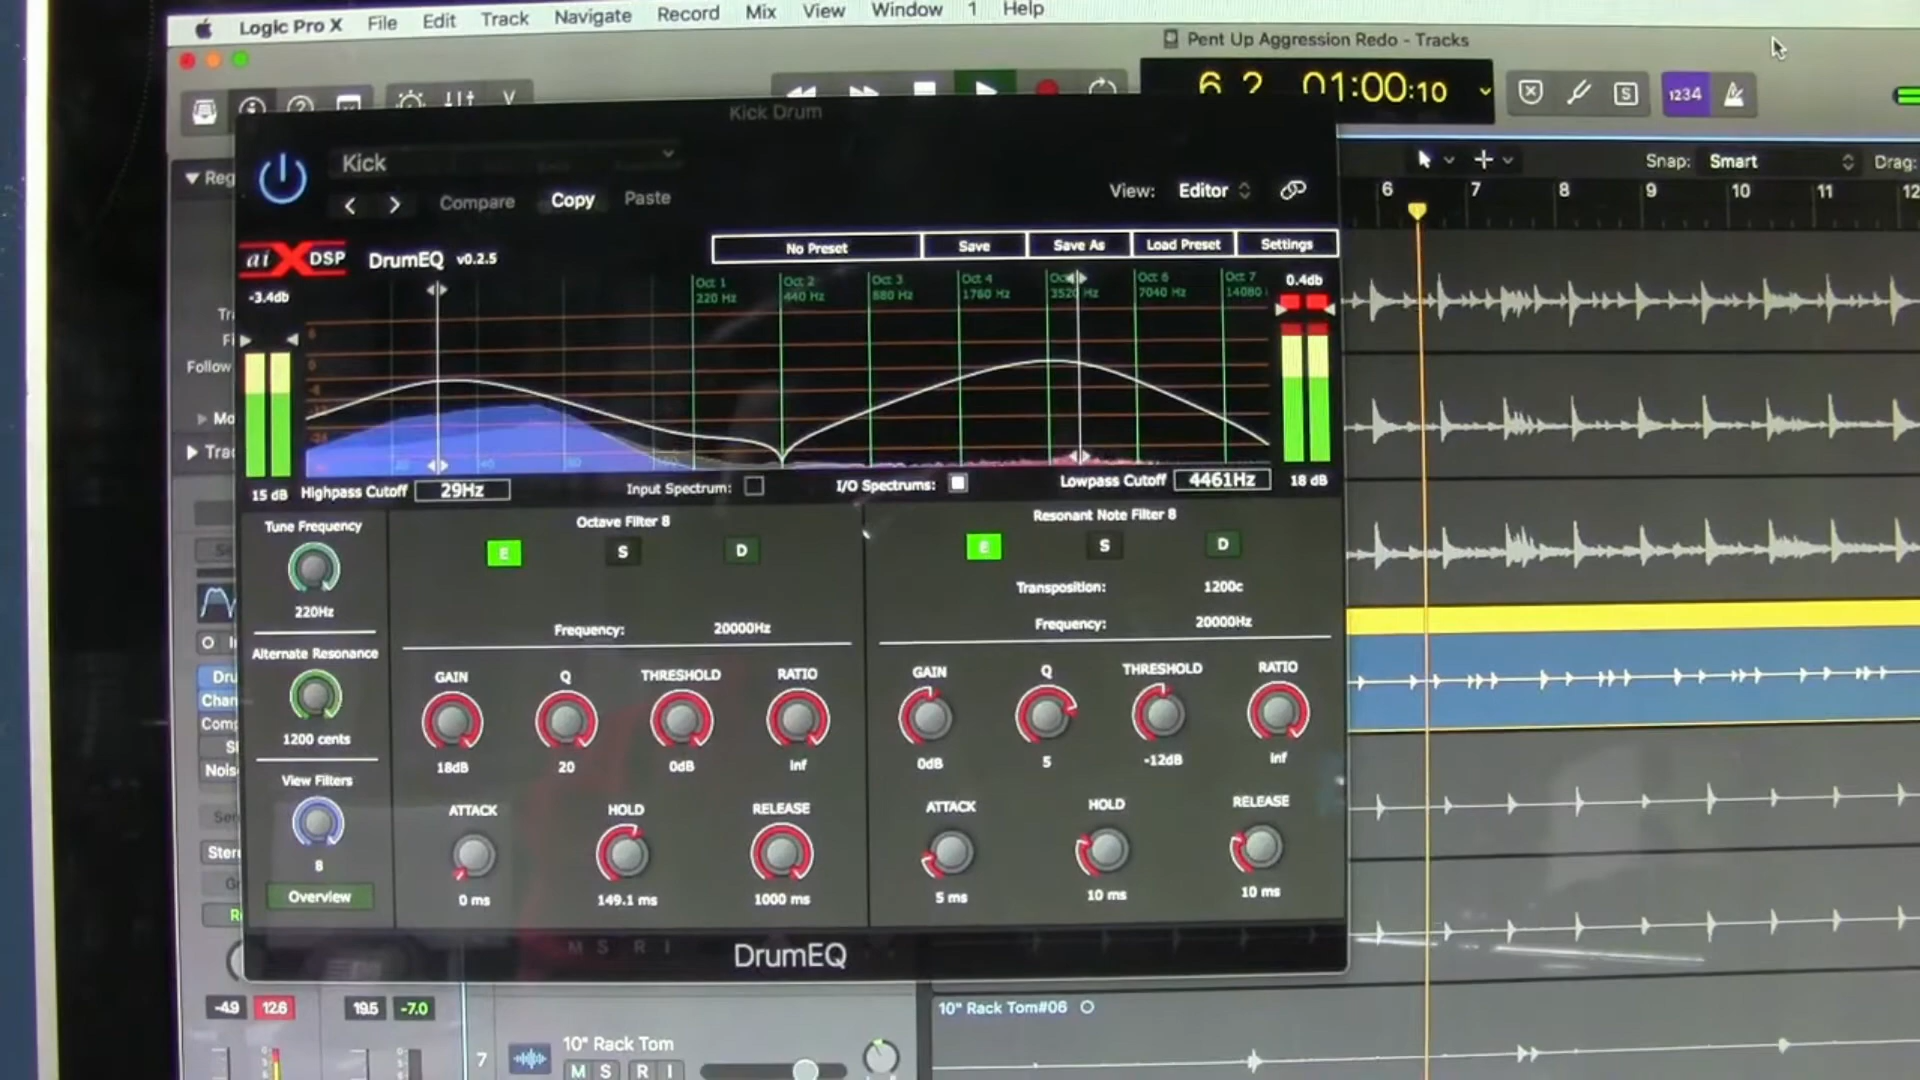 Logic Pro X File Edit Track Navigate Record Mix View Window 1 Help
Pent Up Aggression Redo - Tracks
6 2 01:00:10
S
1234
Kick Drum
Kick
Compare Copy Paste
View: Editor
Snap: Smart
Drag:
Reg
6 7 8 9 10 11 12
ai X DSP DrumEQ v0.2.5
No Preset Save Save As Load Preset Settings
-3.4db
Oct 1 Oct 2 Oct 3 Oct 4 Oct 6 Oct 7
220 Hz 440 Hz 880 Hz 1760 Hz 3520 Hz 7040 Hz 14080
0.4db
Follow
15 dB Highpass Cutoff 29Hz Input Spectrum: I/O Spectrums: Lowpass Cutoff 4461Hz 18 dB
Tune Frequency
220Hz
Alternate Resonance
1200 cents
View Filters
8
Overview
Octave Filter 8
E S D
Frequency: 20000Hz
GAIN Q THRESHOLD RATIO
18dB 20 0dB Inf
ATTACK HOLD RELEASE
0 ms 149.1 ms 1000 ms
Resonant Note Filter 8
E S D
Transposition: 1200c
Frequency: 20000Hz
GAIN Q THRESHOLD RATIO
0dB 5 -12dB Inf
ATTACK HOLD RELEASE
5 ms 10 ms 10 ms
M S R I
DrumEQ
-4.9 12.6 19.5 -7.0
10" Rack Tom#06
7 10" Rack Tom
M S R I